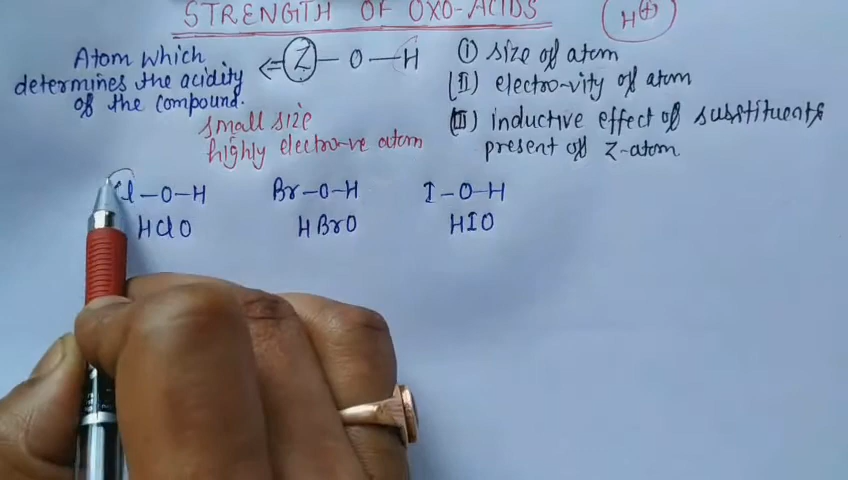 STRENGTH OF OXO-ACIDS
H(+)
Atom which
determines the acidity
of the compound.
⇐ Z - O - H
small size
highly electro-ve atom
(I) size of atom
(II) electro-vity of atom
(III) inductive effect of sustituents
present of Z-atom
Cl-O-H Br-O-H I-O-H
HClO HBrO HIO